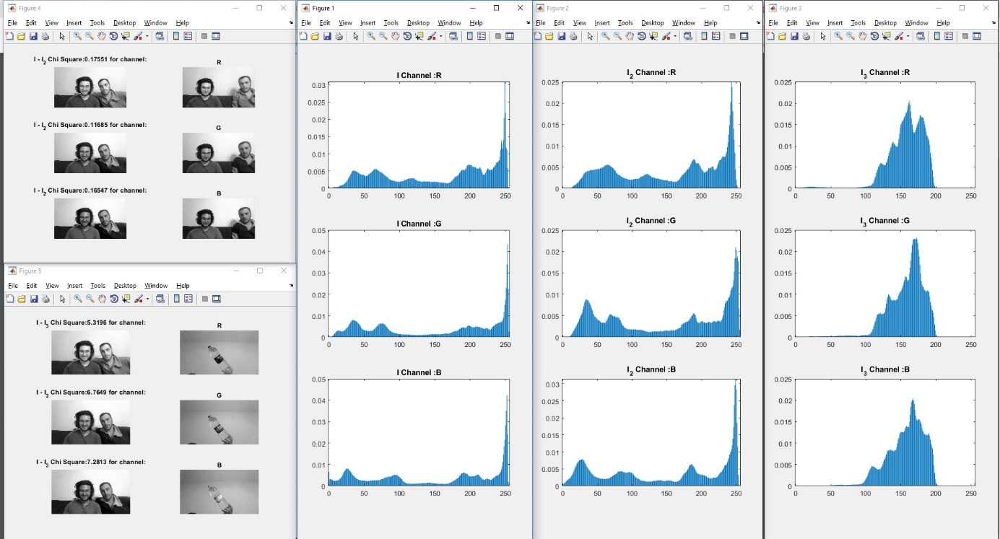 Figure 4
File Edit View Insert Tools Desktop Window Help
I - I2 Chi Square:0.17551 for channel:
R
I - I2 Chi Square:0.11685 for channel:
G
I - I2 Chi Square:0.16547 for channel:
B
Figure 5
File Edit View Insert Tools Desktop Window Help
I - I3 Chi Square:5.3196 for channel:
R
I - I3 Chi Square:6.7649 for channel:
G
I - I3 Chi Square:7.2813 for channel:
B
Figure 1
File Edit View Insert Tools Desktop Window Help
I Channel :R
0.03
0.025
0.02
0.015
0.01
0.005
0
0 50 100 150 200 250
I Channel :G
0.05
0.04
0.03
0.02
0.01
0
0 50 100 150 200 250
I Channel :B
0.05
0.04
0.03
0.02
0.01
0
0 50 100 150 200 250
Figure 2
File Edit View Insert Tools Desktop Window Help
I2 Channel :R
0.025
0.02
0.015
0.01
0.005
0
0 50 100 150 200 250
I2 Channel :G
0.025
0.02
0.015
0.01
0.005
0
0 50 100 150 200 250
I2 Channel :B
0.03
0.025
0.02
0.015
0.01
0.005
0
0 50 100 150 200 250
Figure 3
File Edit View Insert Tools Desktop Window Help
I3 Channel :R
0.025
0.02
0.015
0.01
0.005
0
0 50 100 150 200 250
I3 Channel :G
0.025
0.02
0.015
0.01
0.005
0
0 50 100 150 200 250
I3 Channel :B
0.025
0.02
0.015
0.01
0.005
0
0 50 100 150 200 250